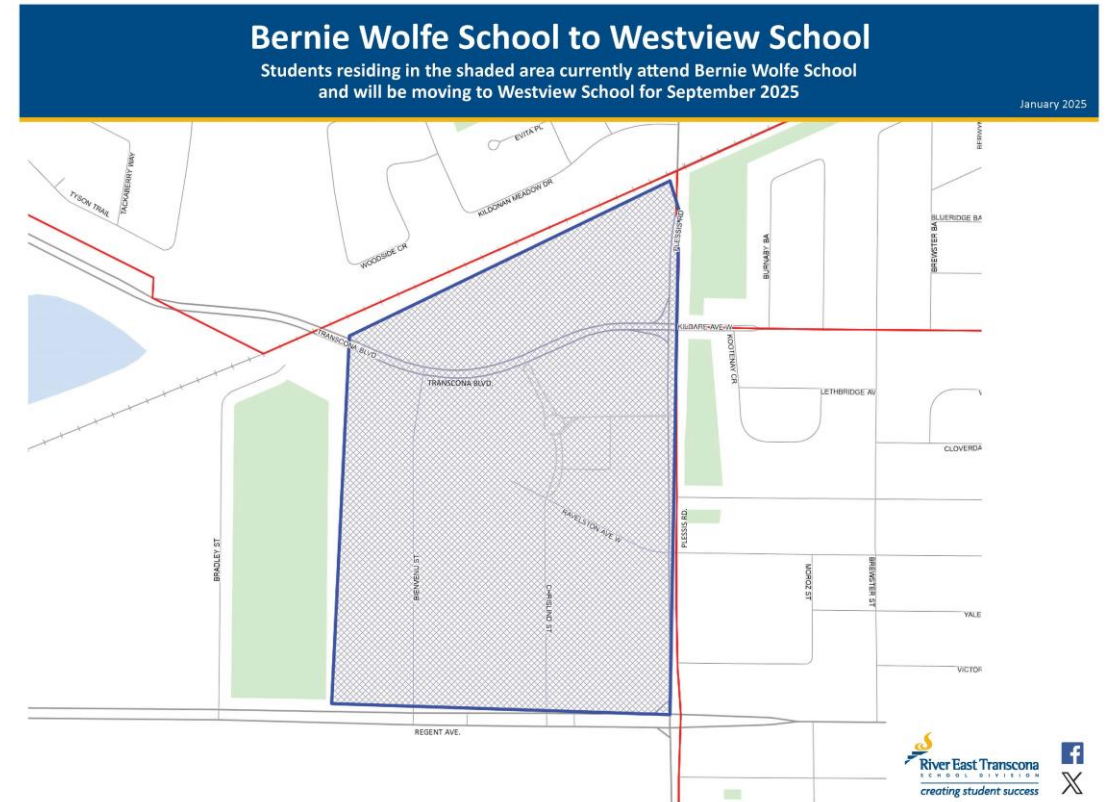 Bernie Wolfe School to Westview School
Students residing in the shaded area currently attend Bernie Wolfe School
and will be moving to Westview School for September 2025
January 2025
EVITA PL
TACKABERRY WAY
TYSON TRAIL
KILDONAN MEADOW DR
WOODSIDE CR
PLESSIS RD
BURNABY BA
BLUERIDGE BA
BREWSTER BA
TRANSCONA BLVD
KILDARE AVE W
KOOTENAY CR
TRANSCONA BLVD.
LETHBRIDGE AV
CLOVERDA
RAVELSTON AVE W
PLESSIS RD.
BRADLEY ST
BIENVENU ST
CHRISLIND ST
MOROZ ST
BREWSTER ST
YALE
VICTOR
REGENT AVE.
River East Transcona
SCHOOL DIVISION
creating student success